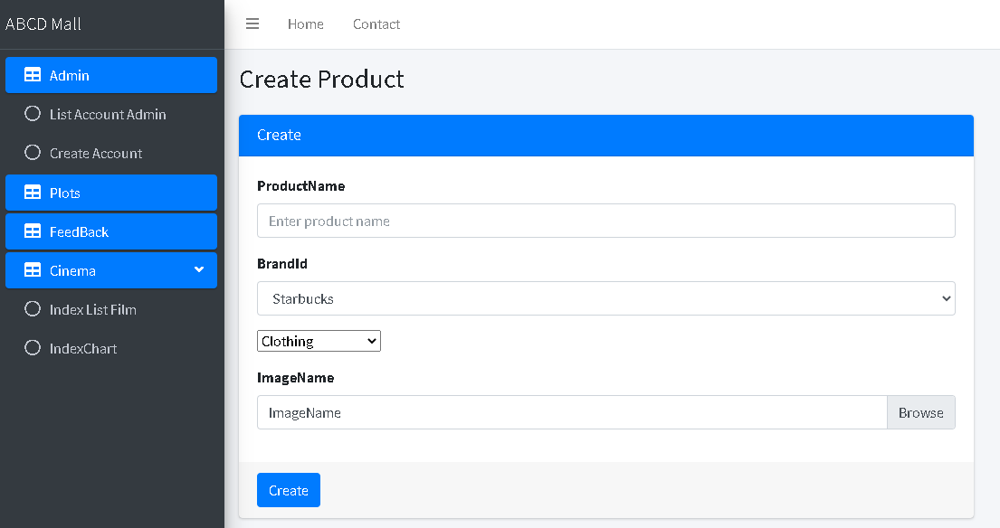 ABCD Mall
Home
Contact
Admin
List Account Admin
Create Account
Plots
FeedBack
Cinema
Index List Film
IndexChart
Create Product
Create
ProductName
Enter product name
BrandId
Starbucks
Clothing
ImageName
ImageName
Browse
Create